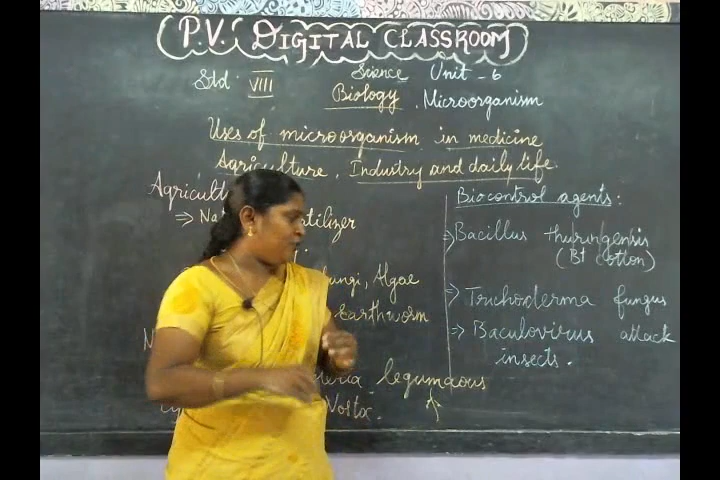 P.V. DIGITAL CLASSROOM
Std VIII Science Unit - 6
Biology . Microorganism
Uses of microorganism in medicine
Agriculture, Industry and daily life.
Biocontrol agents:
⇒ Bacillus thuringensis
(Bt cotton)
⇒ Trichoderma fungus
⇒ Baculovirus attack
insects.
Algae
Earthworm
legumaous
Nostoc.